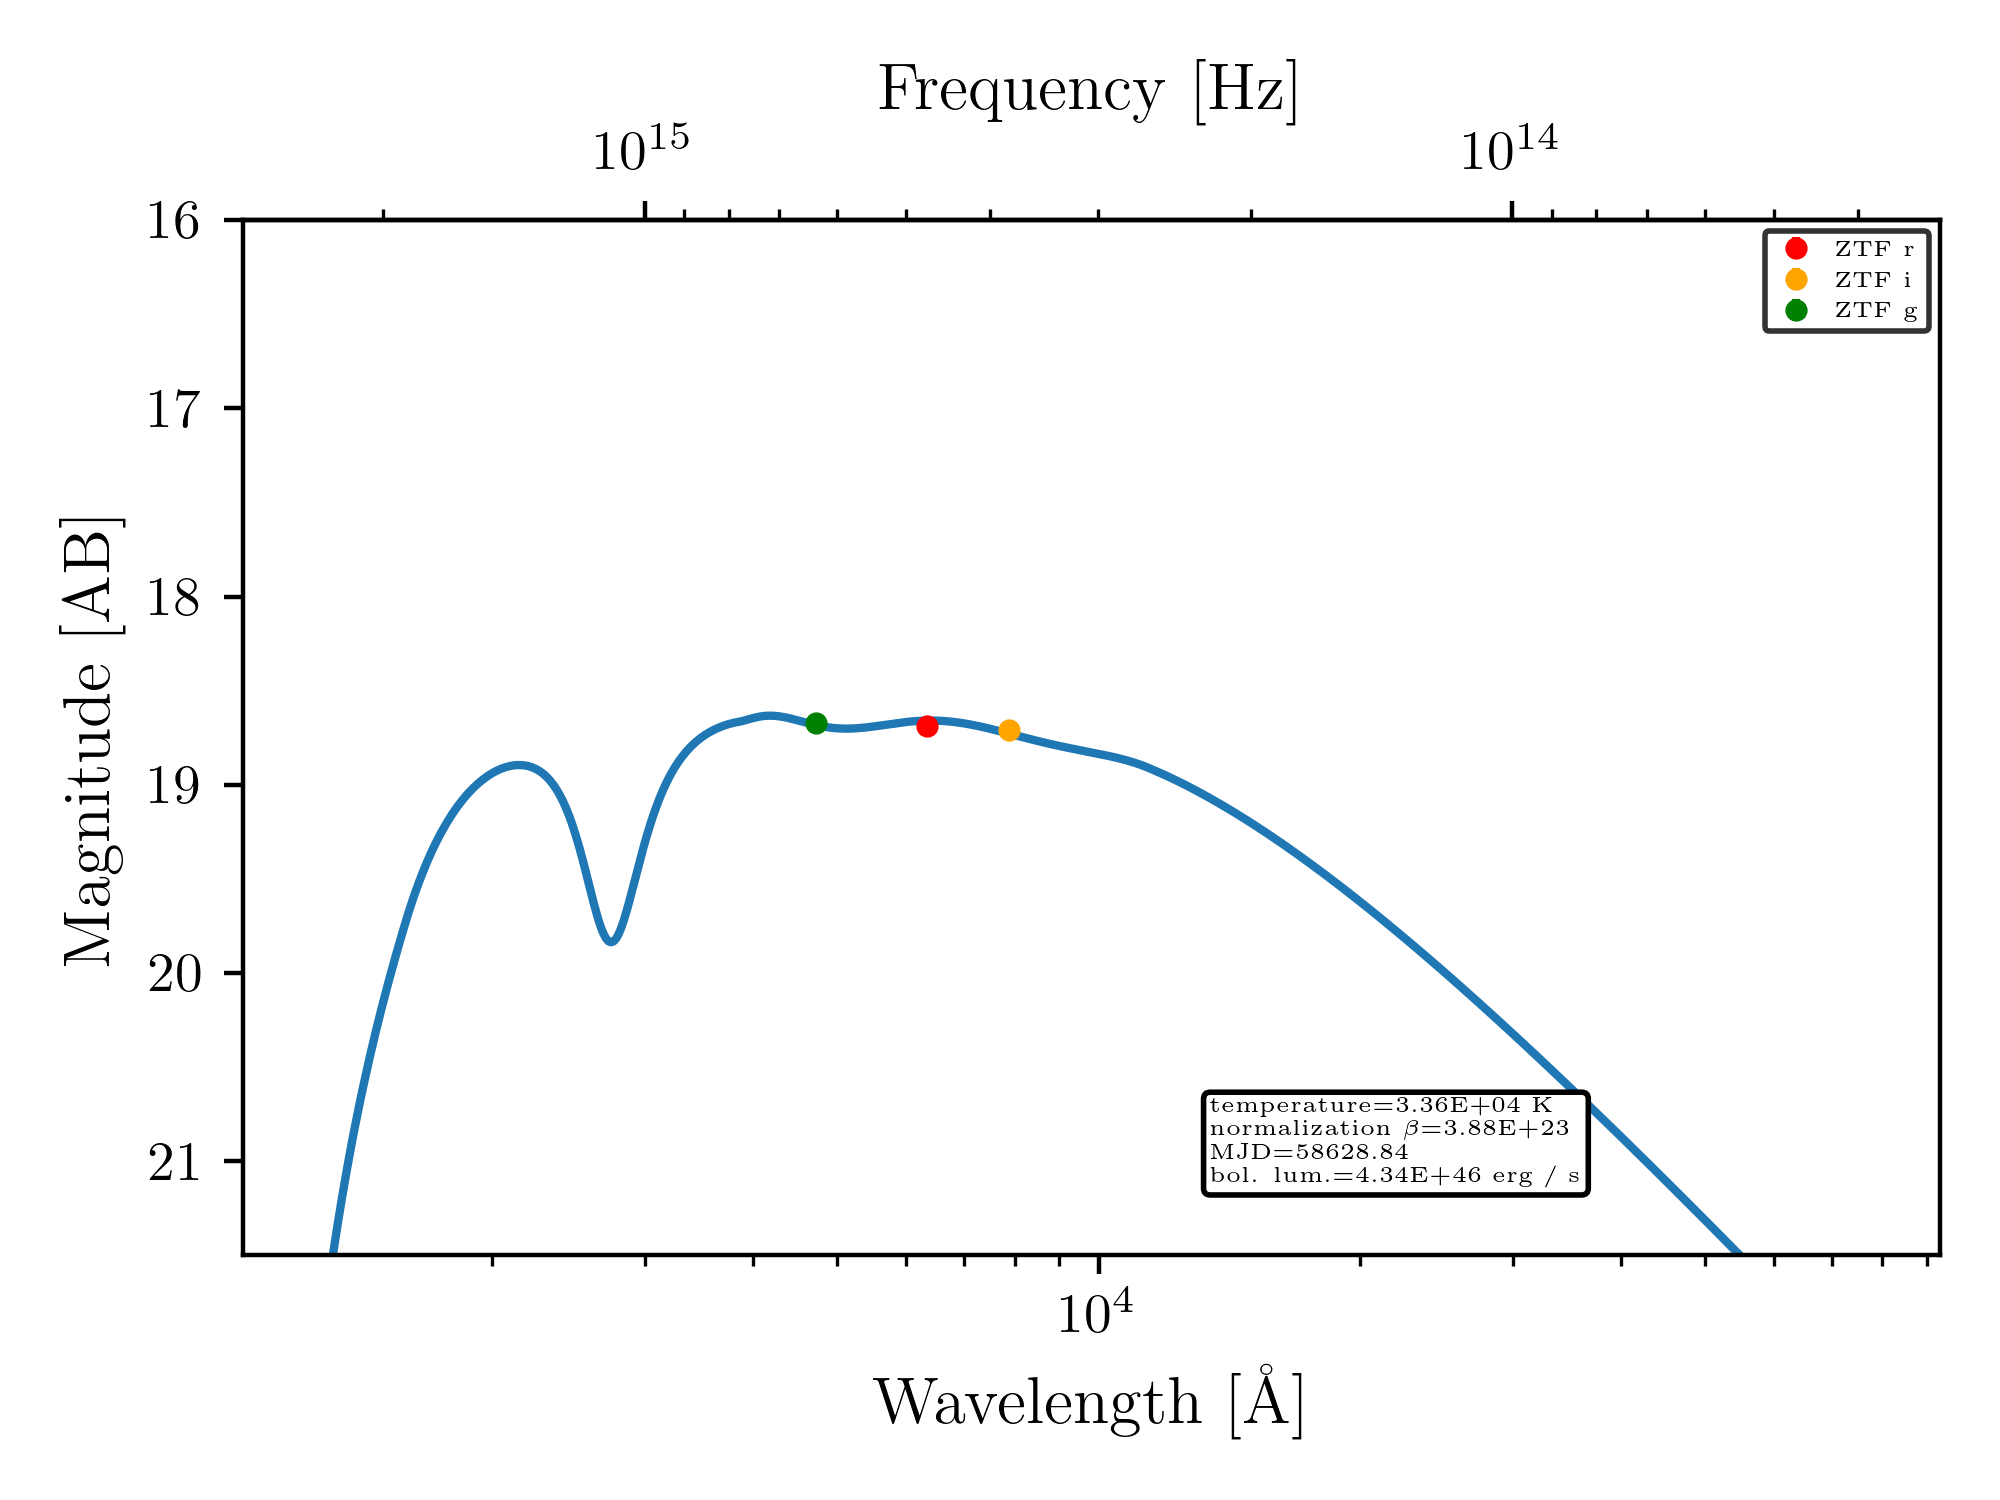 Frequency [Hz]
10^15 10^14
16
17
18
19
20
21
Magnitude [AB]
ZTF r
ZTF i
ZTF g
temperature=3.36E+04 K
normalization β=3.88E+23
MJD=58628.84
bol. lum.=4.34E+46 erg / s
10^4
Wavelength [Å]